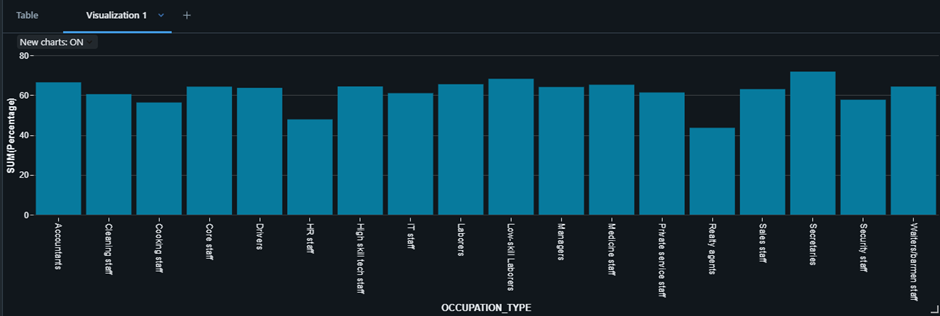 Table
Visualization 1
+
New charts: ON
SUM(Percentage)
80
60
40
20
0
Accountants
Cleaning staff
Cooking staff
Core staff
Drivers
HR staff
High skill tech staff
IT staff
Laborers
Low-skill Laborers
Managers
Medicine staff
Private service staff
Realty agents
Sales staff
Secretaries
Security staff
Waiters/barmen staff
OCCUPATION_TYPE